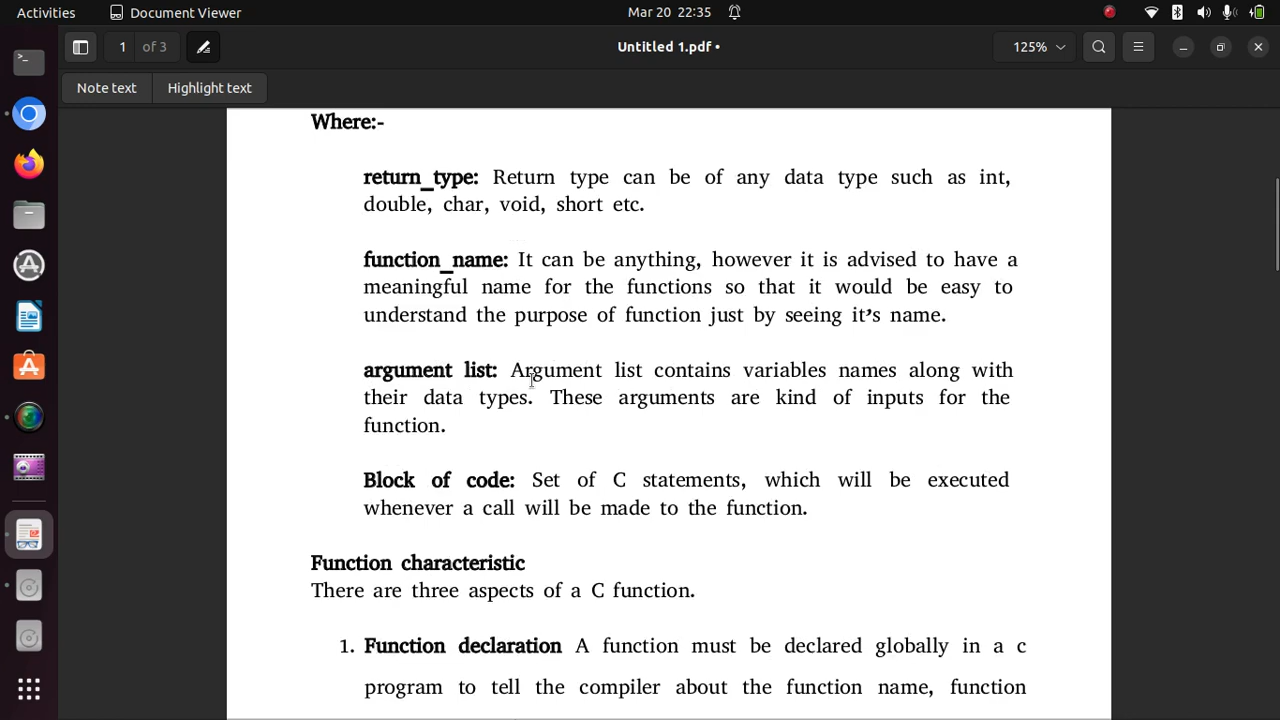 Activities Document Viewer Mar 20 22:35
1 of 3 Untitled 1.pdf • 125%
Note text Highlight text
Where:-
return_type: Return type can be of any data type such as int,
double, char, void, short etc.
function_name: It can be anything, however it is advised to have a
meaningful name for the functions so that it would be easy to
understand the purpose of function just by seeing it’s name.
argument list: Argument list contains variables names along with
their data types. These arguments are kind of inputs for the
function.
Block of code: Set of C statements, which will be executed
whenever a call will be made to the function.
Function characteristic
There are three aspects of a C function.
1. Function declaration A function must be declared globally in a c
program to tell the compiler about the function name, function